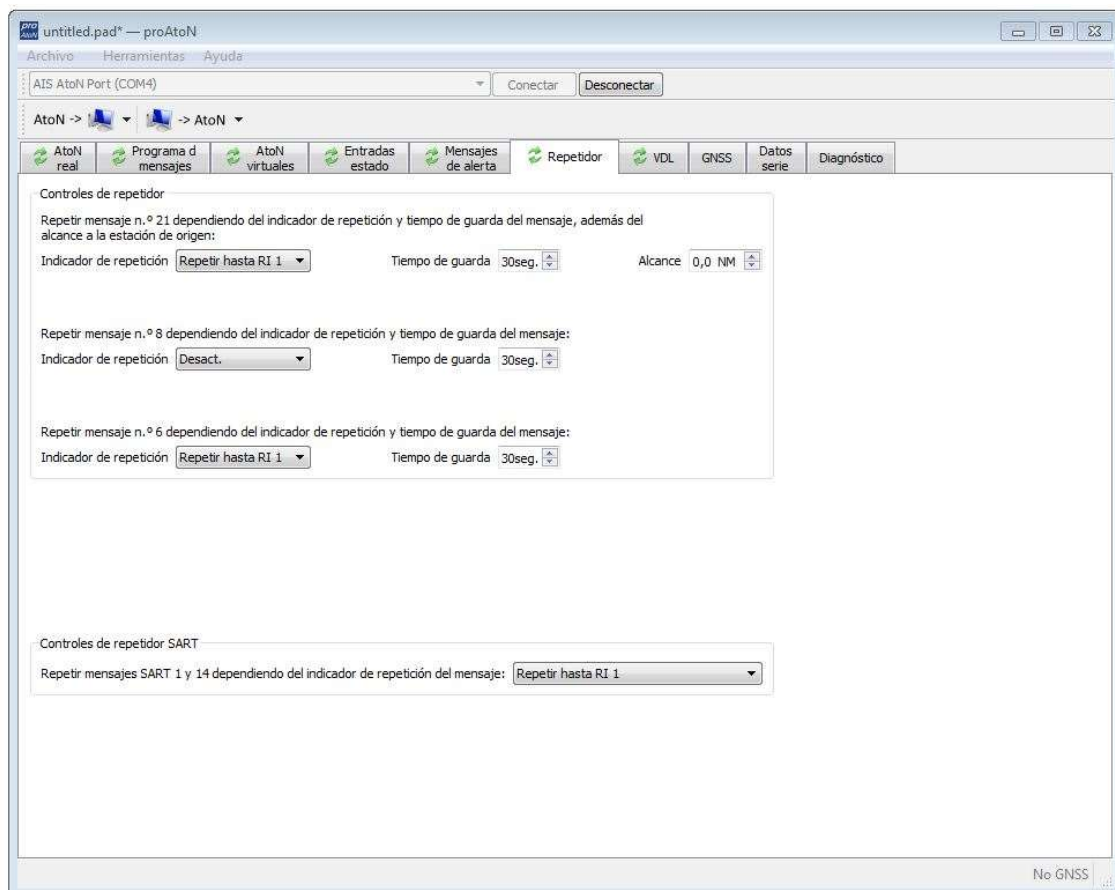 pro AtoN untitled.pad* — proAtoN
Archivo Herramientas Ayuda
AIS AtoN Port (COM4) Conectar Desconectar
AtoN -> -> AtoN
AtoN real
Programa d mensajes
AtoN virtuales
Entradas estado
Mensajes de alerta
Repetidor
VDL
GNSS
Datos serie
Diagnóstico
Controles de repetidor
Repetir mensaje n.º 21 dependiendo del indicador de repetición y tiempo de guarda del mensaje, además del
alcance a la estación de origen:
Indicador de repetición Repetir hasta RI 1 Tiempo de guarda 30seg. Alcance 0,0 NM
Repetir mensaje n.º 8 dependiendo del indicador de repetición y tiempo de guarda del mensaje:
Indicador de repetición Desact. Tiempo de guarda 30seg.
Repetir mensaje n.º 6 dependiendo del indicador de repetición y tiempo de guarda del mensaje:
Indicador de repetición Repetir hasta RI 1 Tiempo de guarda 30seg.
Controles de repetidor SART
Repetir mensajes SART 1 y 14 dependiendo del indicador de repetición del mensaje: Repetir hasta RI 1
No GNSS